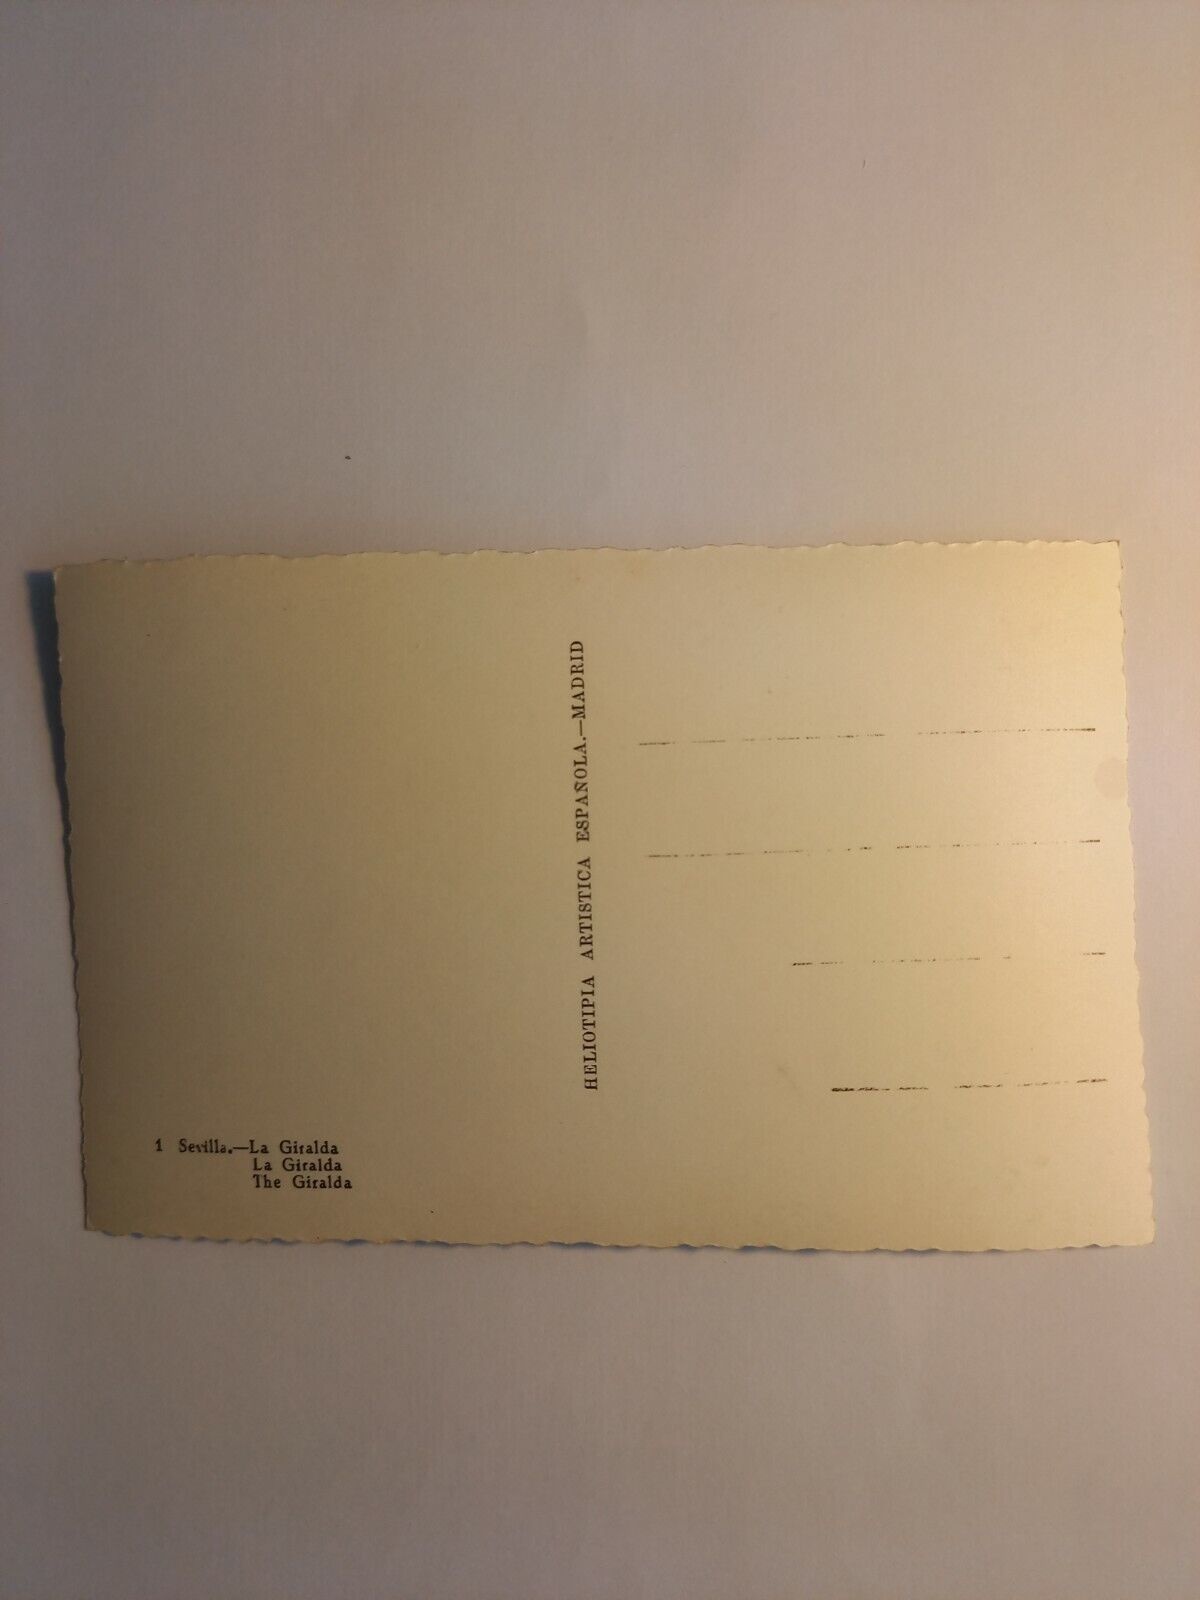 HELIOTIPIA ARTISTICA ESPAÑOLA.—MADRID
1 Sevilla.—La Giralda
La Giralda
The Giralda